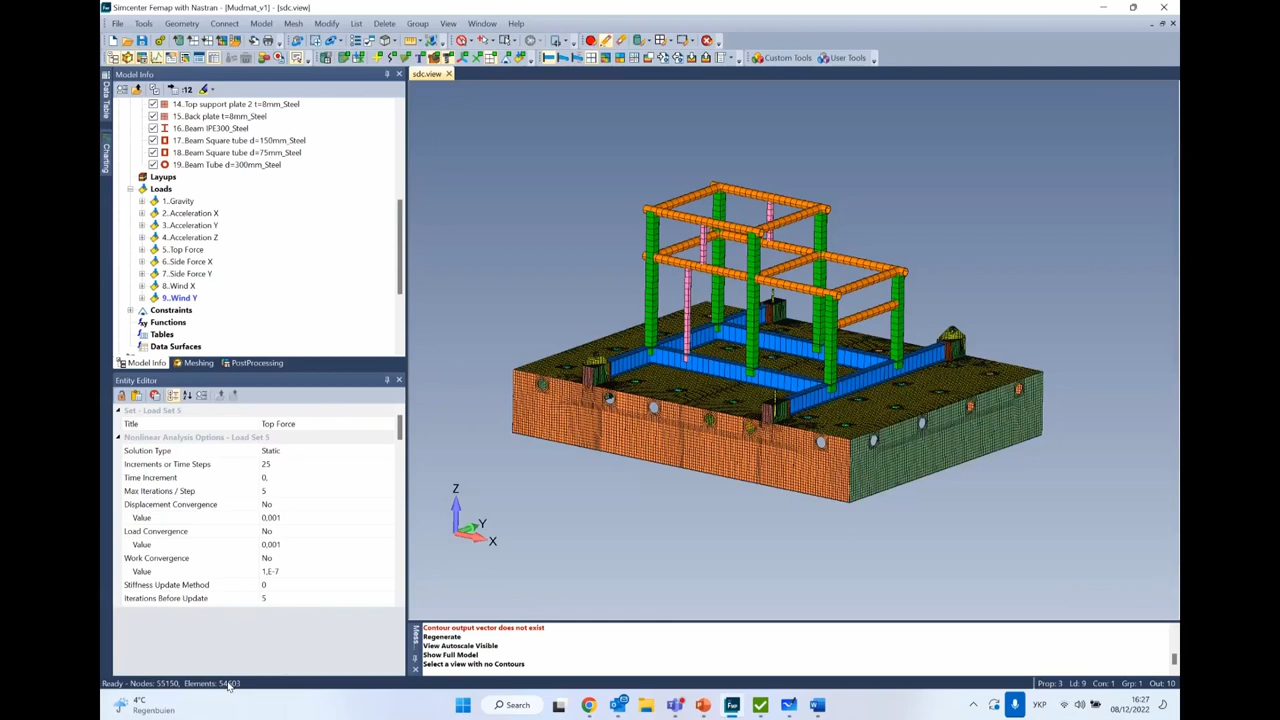 Simcenter Femap with Nastran - [Mudmat_v1] - [sdc.view]
File Tools Geometry Connect Model Mesh Modify List Delete Group View Window Help
Custom Tools User Tools
Model Info
sdc.view
:12
Data Table
Charting
14..Top support plate 2 t=8mm_Steel
15..Back plate t=8mm_Steel
16..Beam IPE300_Steel
17..Beam Square tube d=150mm_Steel
18..Beam Square tube d=75mm_Steel
19..Beam Tube d=300mm_Steel
Layups
Loads
1..Gravity
2..Acceleration X
3..Acceleration Y
4..Acceleration Z
5..Top Force
6..Side Force X
7..Side Force Y
8..Wind X
9..Wind Y
Constraints
Functions
Tables
Data Surfaces
Model Info Meshing PostProcessing
Entity Editor
Set - Load Set 5
Title Top Force
Nonlinear Analysis Options - Load Set 5
Solution Type Static
Increments or Time Steps 25
Time Increment 0,
Max Iterations / Step 5
Displacement Convergence No
Value 0,001
Load Convergence No
Value 0,001
Work Convergence No
Value 1,E-7
Stiffness Update Method 0
Iterations Before Update 5
Z
Y
X
Mess
Contour output vector does not exist
Regenerate
View Autoscale Visible
Show Full Model
Select a view with no Contours
Ready - Nodes: 55150, Elements:
Prop: 3 Ld: 9 Con: 1 Grp: 1 Out: 10
4°C
Regenbuien
Search
УКР
16:27
08/12/2022